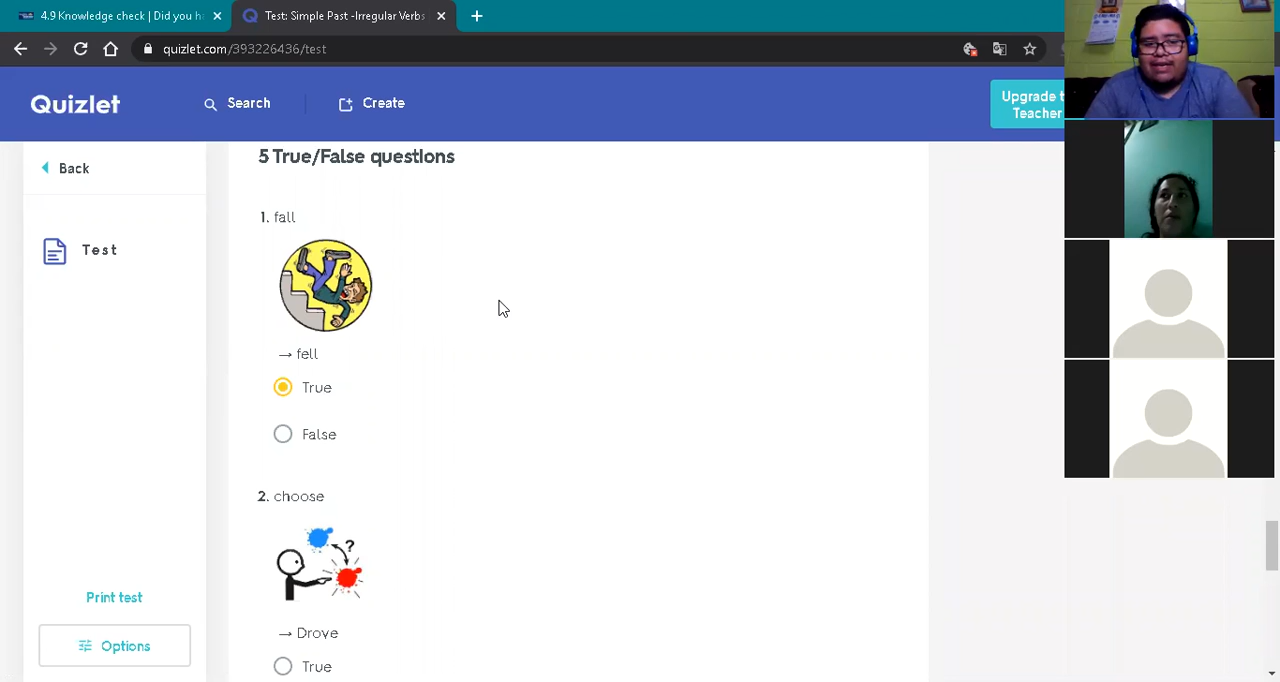 4.9 Knowledge check | Did you h
Test: Simple Past -Irregular Verbs
quizlet.com/393226436/test
Quizlet
Search
Create
Upgrade t
Teacher
Back
Test
Print test
Options
5 True/False questions
1. fall
→ fell
True
False
2. choose
?
→ Drove
True